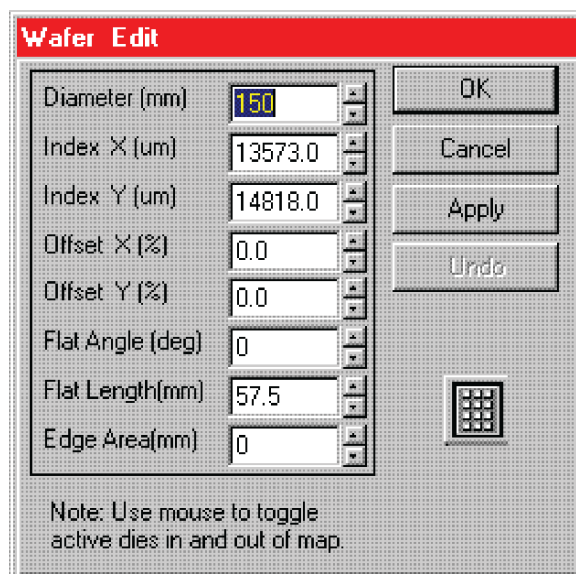 Wafer Edit
Diameter (mm) 150
Index X (um) 13573.0
Index Y (um) 14818.0
Offset X (%) 0.0
Offset Y (%) 0.0
Flat Angle (deg) 0
Flat Length(mm) 57.5
Edge Area(mm) 0
OK
Cancel
Apply
Undo
Note: Use mouse to toggle
active dies in and out of map.